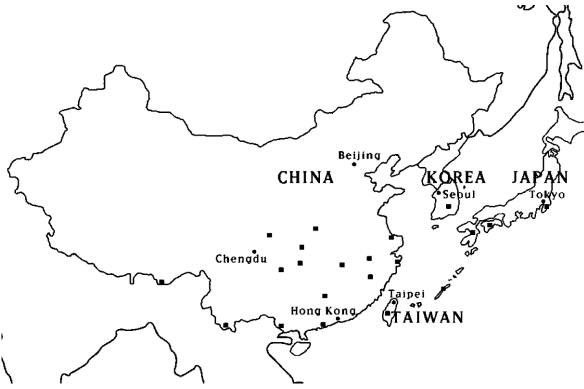 Beijing
CHINA KOREA JAPAN
Seoul Tokyo
Chengdu
Taipei
Hong Kong
TAIWAN